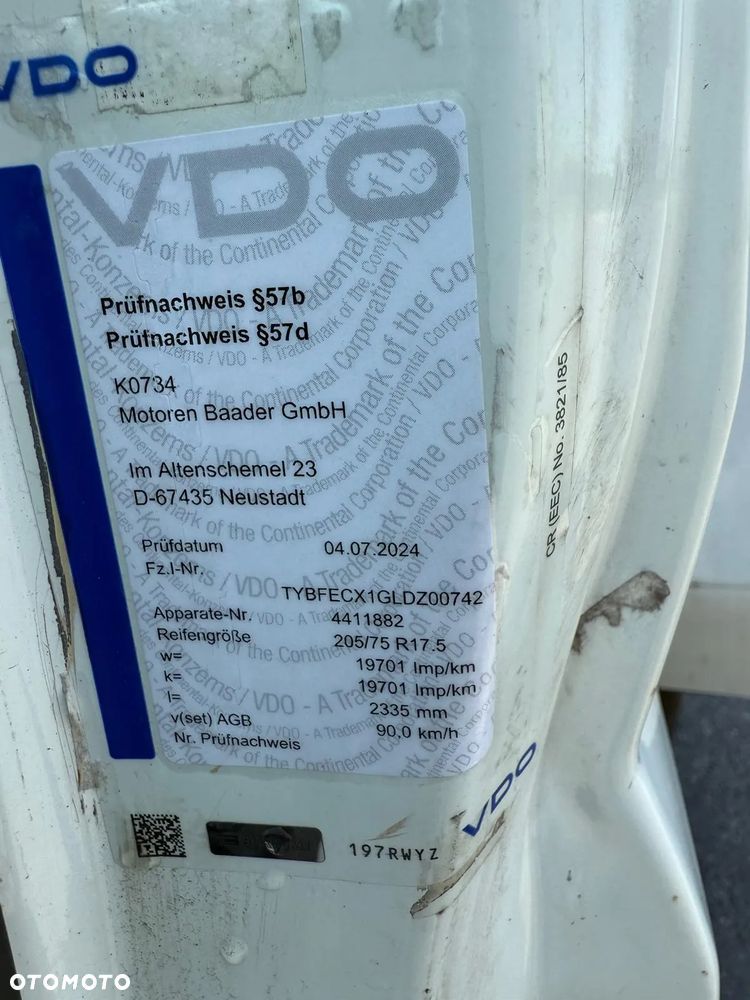 VDO
VDO
Prüfnachweis §57b
Prüfnachweis §57d
K0734
Motoren Baader GmbH
Im Altenschemel 23
D-67435 Neustadt
Prüfdatum 04.07.2024
Fz.I-Nr.
TYBFECX1GLDZ00742
Apparate-Nr. 4411882
Reifengröße 205/75 R17.5
w= 19701 Imp/km
k= 19701 Imp/km
l= 2335 mm
v(set) AGB 90,0 km/h
Nr. Prüfnachweis
197RWYZ
VDO
CR (EEC) No. 3821/85
OTOMOTO